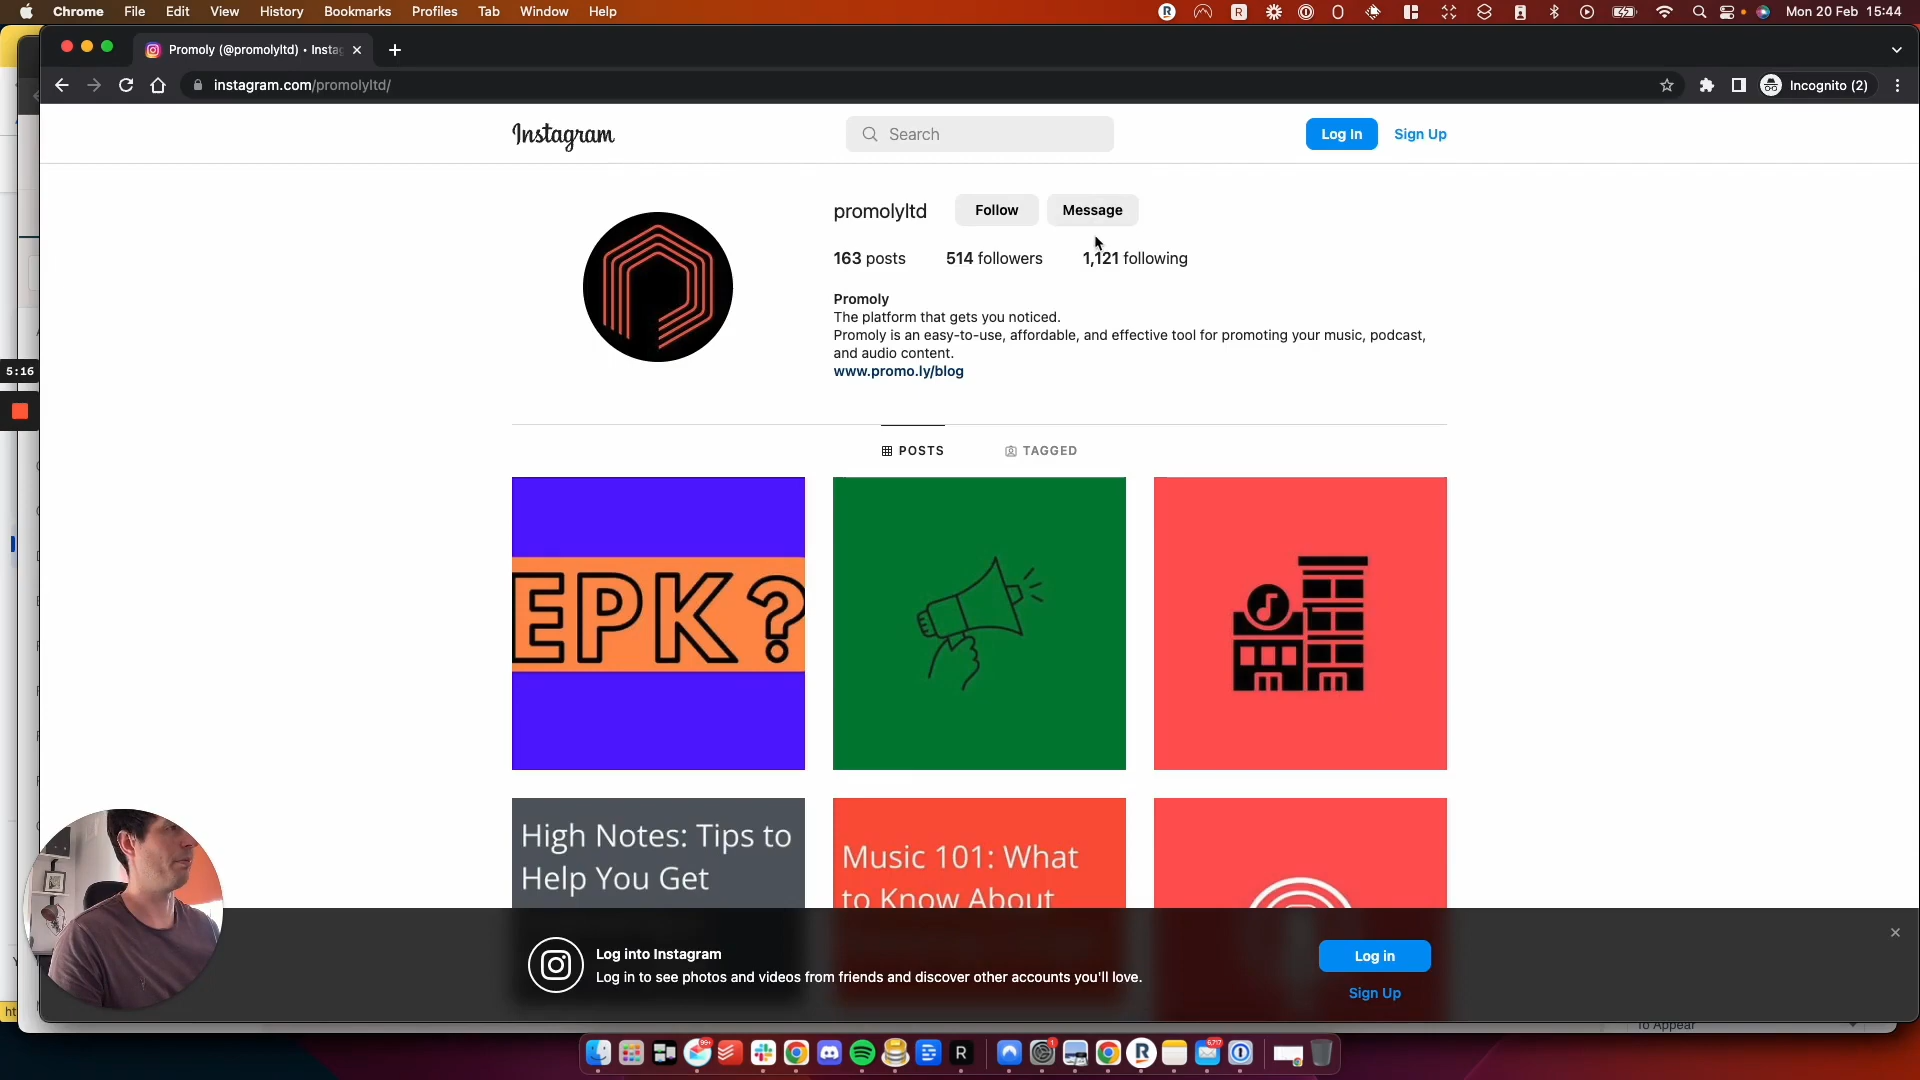 Chrome File Edit View History Bookmarks Profiles Tab Window Help Mon 20 Feb 15:44
Promoly (@promolyltd) • Insta
instagram.com/promolyltd/ Incognito (2)
Instagram Search Log In Sign Up
promolyltd Follow Message
163 posts 514 followers 1,121 following
Promoly
The platform that gets you noticed.
Promoly is an easy-to-use, affordable, and effective tool for promoting your music, podcast,
and audio content.
www.promo.ly/blog
5:16
POSTS TAGGED
EPK?
High Notes: Tips to
Help You Get
Music 101: What
to Know About
Log into Instagram
Log in to see photos and videos from friends and discover other accounts you'll love.
Log in
Sign Up
ht
To Appear